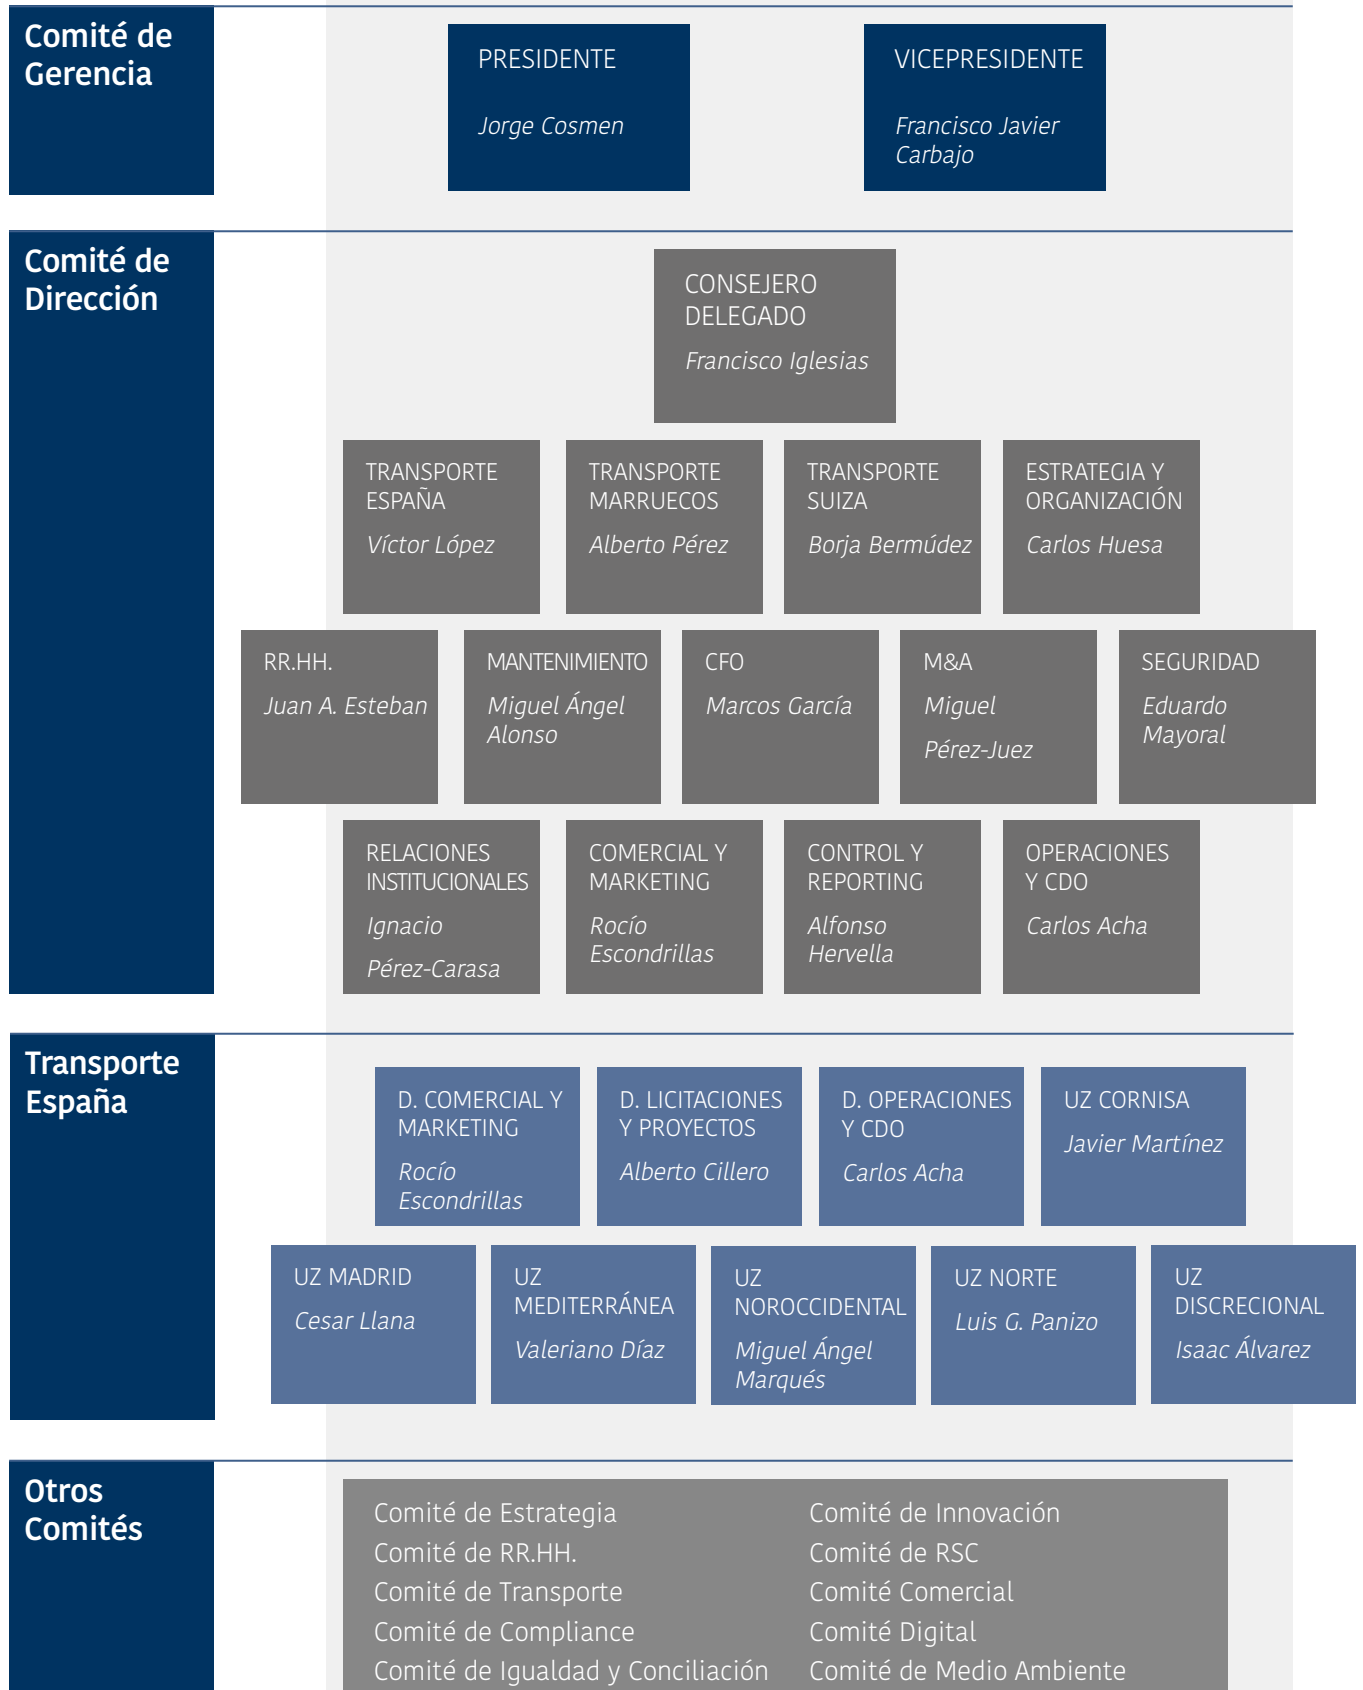 Comité de
Gerencia
PRESIDENTE
Jorge Cosmen
VICEPRESIDENTE
Francisco Javier
Carbajo
Comité de
Dirección
CONSEJERO
DELEGADO
Francisco Iglesias
TRANSPORTE
ESPAÑA
Víctor López
TRANSPORTE
MARRUECOS
Alberto Pérez
TRANSPORTE
SUIZA
Borja Bermúdez
ESTRATEGIA Y
ORGANIZACIÓN
Carlos Huesa
RR.HH.
Juan A. Esteban
MANTENIMIENTO
Miguel Ángel
Alonso
CFO
Marcos García
M&A
Miguel
Pérez-Juez
SEGURIDAD
Eduardo
Mayoral
RELACIONES
INSTITUCIONALES
Ignacio
Pérez-Carasa
COMERCIAL Y
MARKETING
Rocío
Escondrillas
CONTROL Y
REPORTING
Alfonso
Hervella
OPERACIONES
Y CDO
Carlos Acha
Transporte
España
D. COMERCIAL Y
MARKETING
Rocío
Escondrillas
D. LICITACIONES
Y PROYECTOS
Alberto Cillero
D. OPERACIONES
Y CDO
Carlos Acha
UZ CORNISA
Javier Martínez
UZ MADRID
Cesar Llana
UZ
MEDITERRÁNEA
Valeriano Díaz
UZ
NOROCCIDENTAL
Miguel Ángel
Marqués
UZ NORTE
Luis G. Panizo
UZ
DISCRECIONAL
Isaac Álvarez
Otros
Comités
Comité de Estrategia
Comité de RR.HH.
Comité de Transporte
Comité de Compliance
Comité de Igualdad y Conciliación
Comité de Innovación
Comité de RSC
Comité Comercial
Comité Digital
Comité de Medio Ambiente